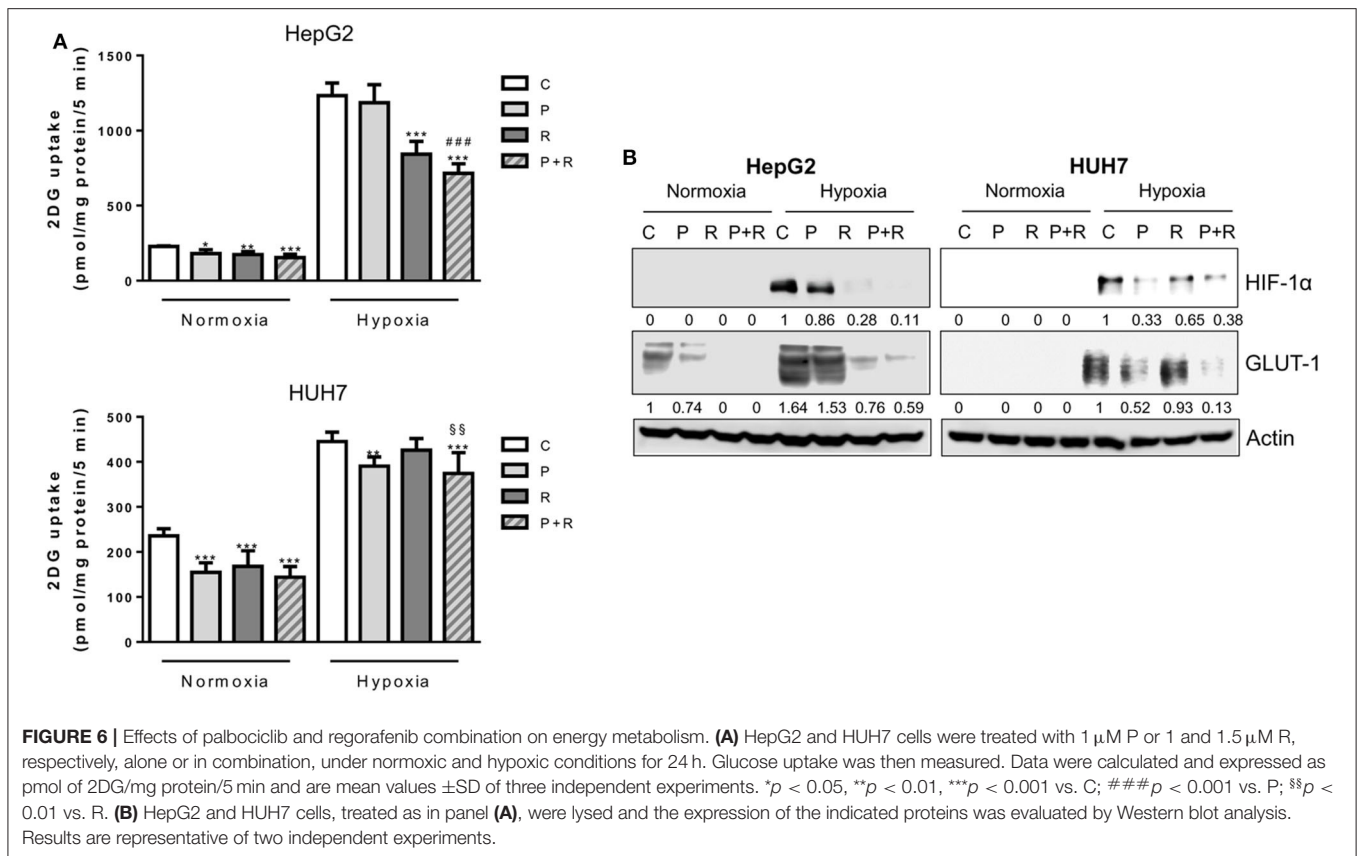 A
HepG2
2DG uptake
(pmol/mg protein/5 min)
1500
1000
500
0
*
**
***
***
###
***
Normoxia
Hypoxia
C
P
R
P+R
HUH7
2DG uptake
(pmol/mg protein/5 min)
500
400
300
200
100
0
***
***
***
**
§§
***
Normoxia
Hypoxia
C
P
R
P+R
B
HepG2
HUH7
Normoxia
Hypoxia
Normoxia
Hypoxia
C P R P+R C P R P+R
C P R P+R C P R P+R
HIF-1α
0 0 0 0 1 0.86 0.28 0.11
0 0 0 0 1 0.33 0.65 0.38
GLUT-1
1 0.74 0 0 1.64 1.53 0.76 0.59
0 0 0 0 1 0.52 0.93 0.13
Actin
FIGURE 6 | Effects of palbociclib and regorafenib combination on energy metabolism. (A) HepG2 and HUH7 cells were treated with 1 μM P or 1 and 1.5 μM R,
respectively, alone or in combination, under normoxic and hypoxic conditions for 24 h. Glucose uptake was then measured. Data were calculated and expressed as
pmol of 2DG/mg protein/5 min and are mean values ±SD of three independent experiments. *p < 0.05, **p < 0.01, ***p < 0.001 vs. C; ###p < 0.001 vs. P; §§p <
0.01 vs. R. (B) HepG2 and HUH7 cells, treated as in panel (A), were lysed and the expression of the indicated proteins was evaluated by Western blot analysis.
Results are representative of two independent experiments.